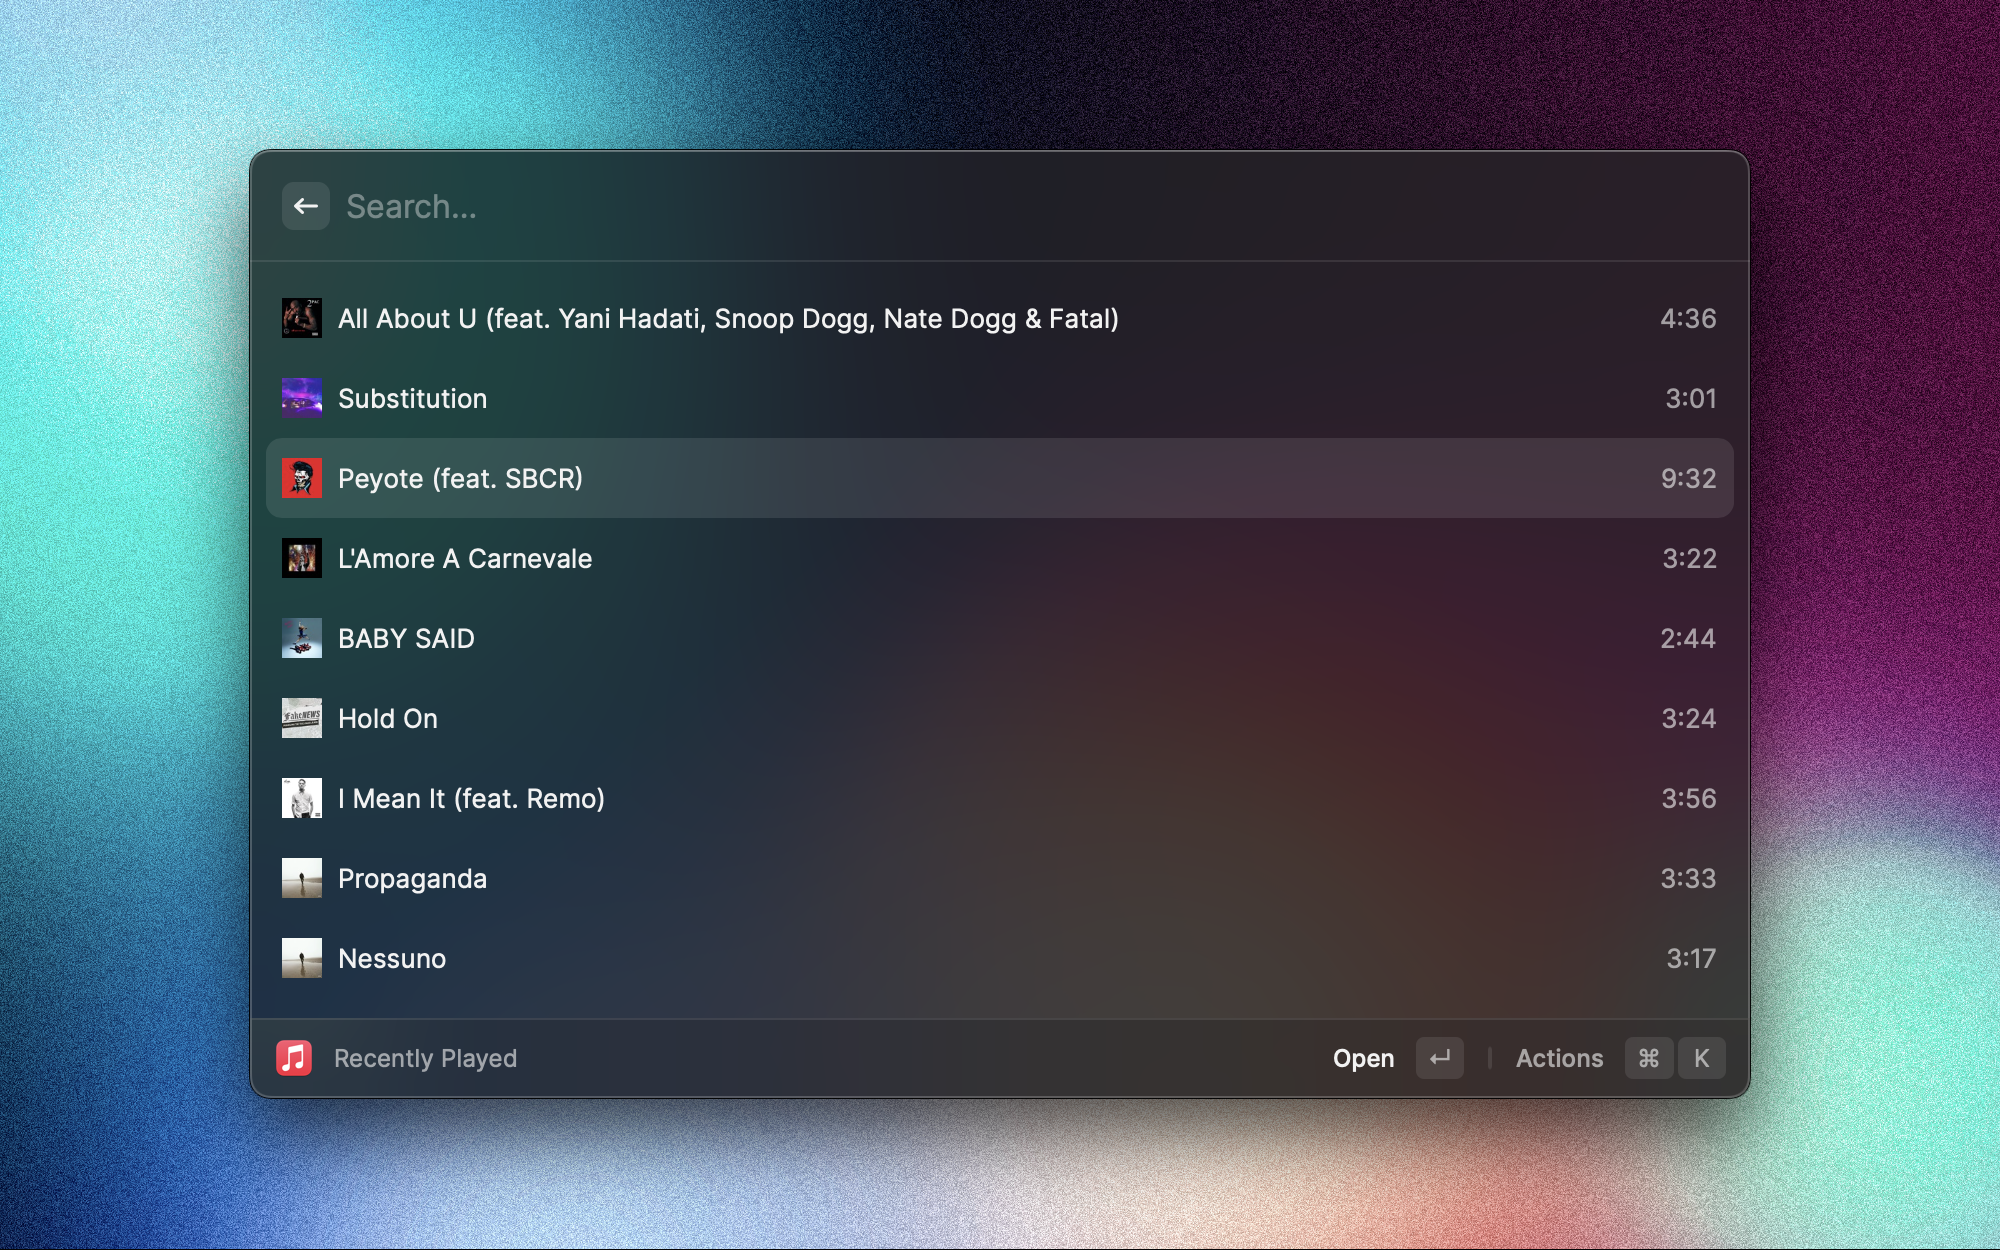 Search...
All About U (feat. Yani Hadati, Snoop Dogg, Nate Dogg & Fatal) 4:36
Substitution 3:01
Peyote (feat. SBCR) 9:32
L'Amore A Carnevale 3:22
BABY SAID 2:44
FakeNEWS
Hold On 3:24
I Mean It (feat. Remo) 3:56
Propaganda 3:33
Nessuno 3:17
Recently Played Open ↵ Actions ⌘ K